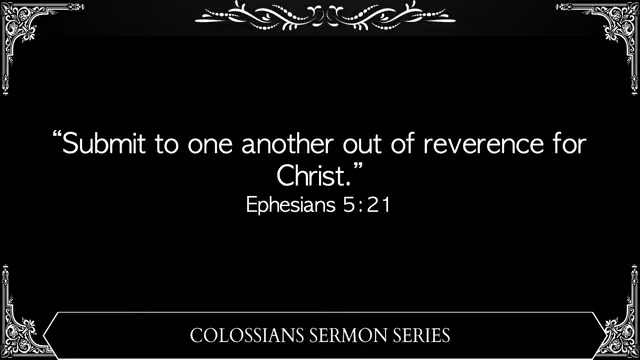 “Submit to one another out of reverence for
Christ.”
Ephesians 5:21
COLOSSIANS SERMON SERIES